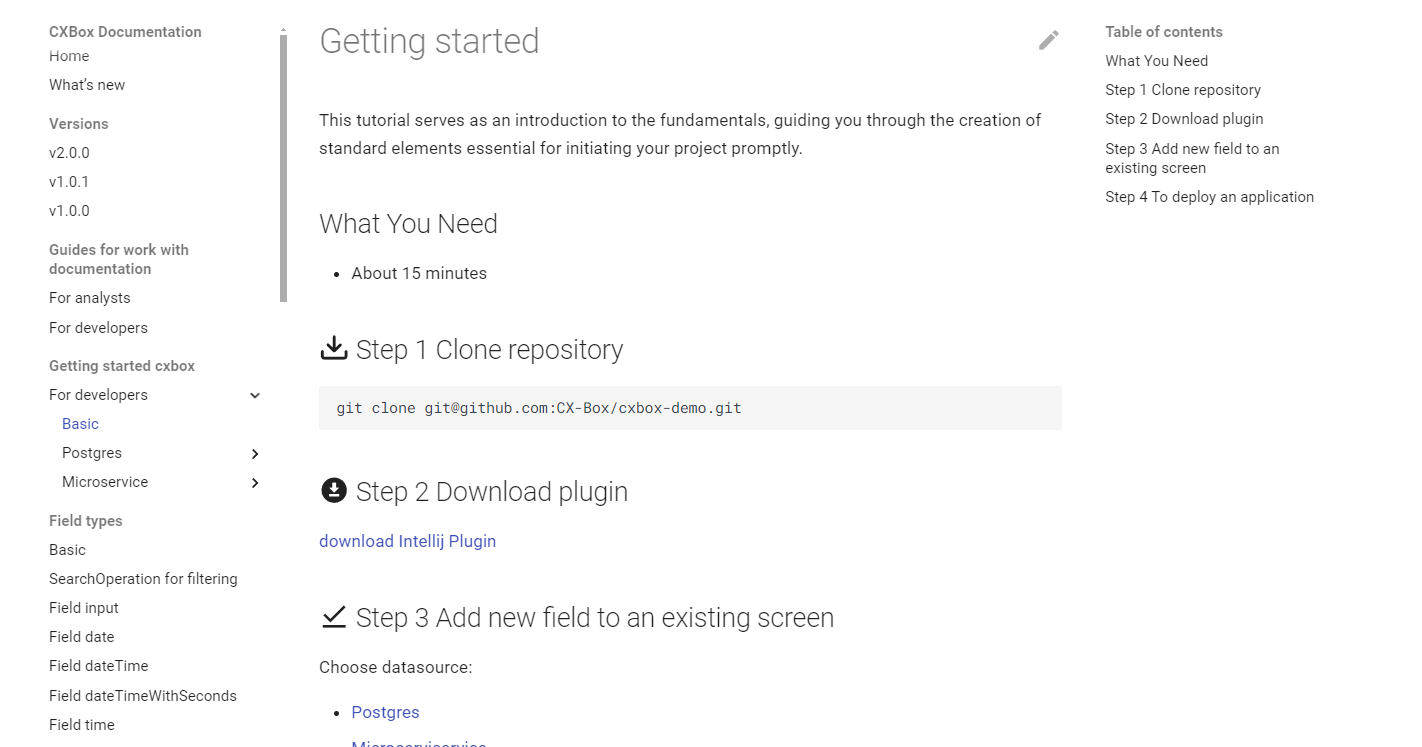 CXBox Documentation
Home
What's new
Versions
v2.0.0
v1.0.1
v1.0.0
Guides for work with
documentation
For analysts
For developers
Getting started cxbox
For developers
Basic
Postgres
Microservice
Field types
Basic
SearchOperation for filtering
Field input
Field date
Field dateTime
Field dateTimeWithSeconds
Field time
Getting started
This tutorial serves as an introduction to the fundamentals, guiding you through the creation of
standard elements essential for initiating your project promptly.
What You Need
• About 15 minutes
Step 1 Clone repository
git clone git@github.com:CX-Box/cxbox-demo.git
Step 2 Download plugin
download Intellij Plugin
Step 3 Add new field to an existing screen
Choose datasource:
• Postgres
Table of contents
What You Need
Step 1 Clone repository
Step 2 Download plugin
Step 3 Add new field to an
existing screen
Step 4 To deploy an application